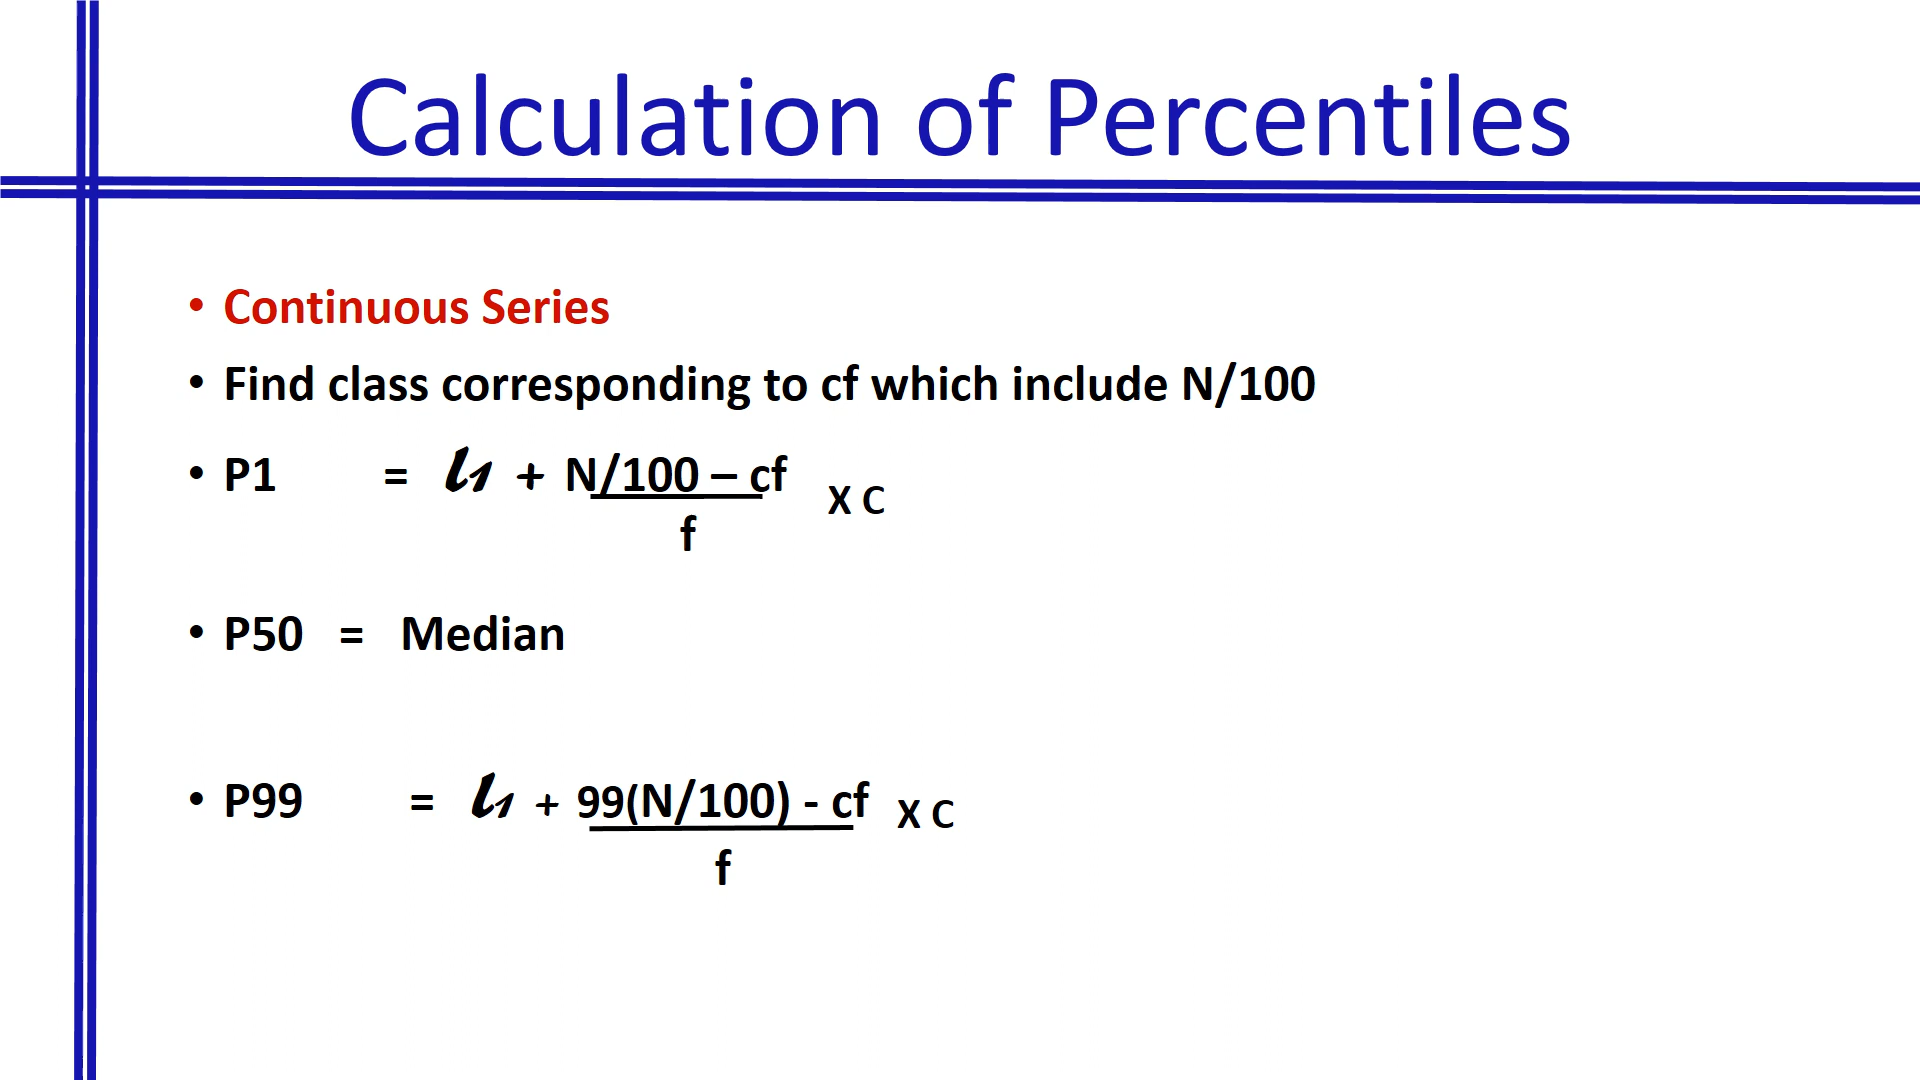 Calculation of Percentiles
• Continuous Series
• Find class corresponding to cf which include N/100
• P1 = l1 + N/100 – cf X C
f
• P50 = Median
• P99 = l1 + 99(N/100) - cf X C
f